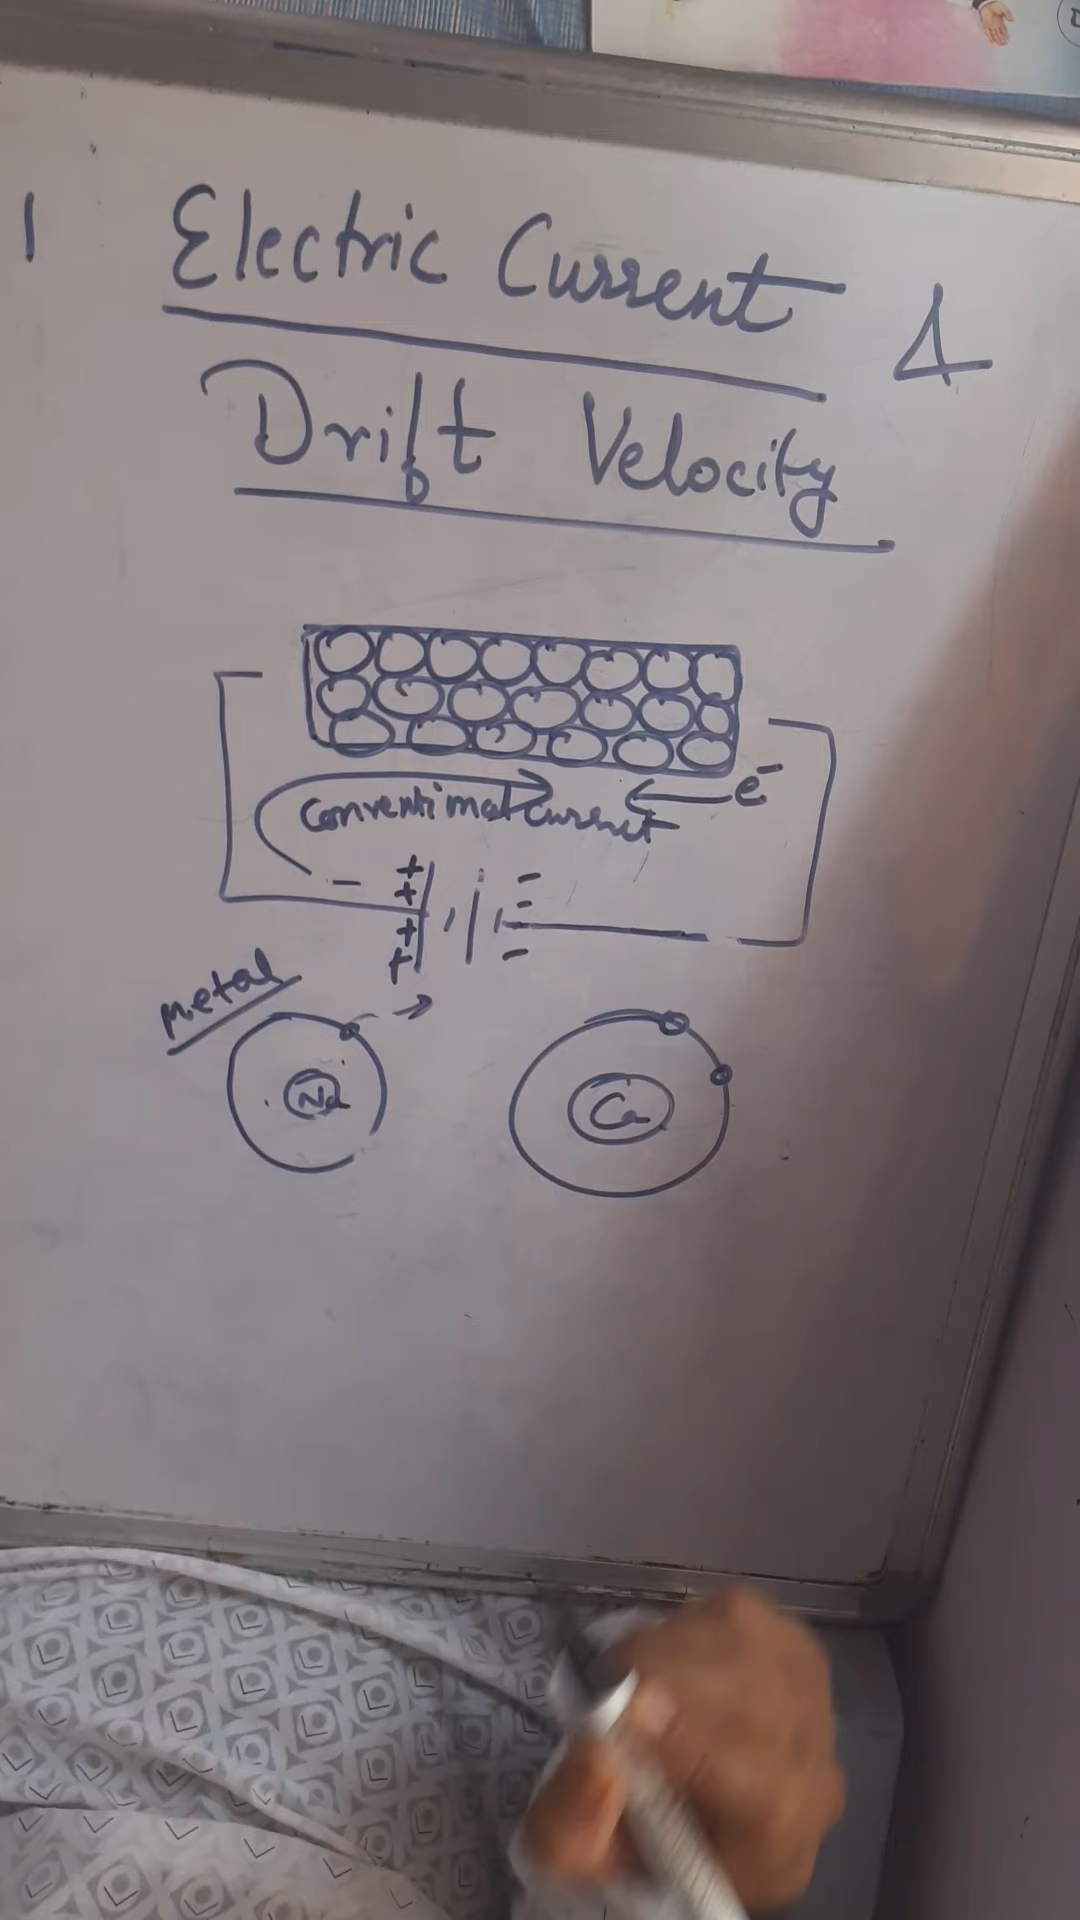 1 Electric Current &
Drift Velocity
e⁻
Conventional current
+ + + +
metal
Na
Ca